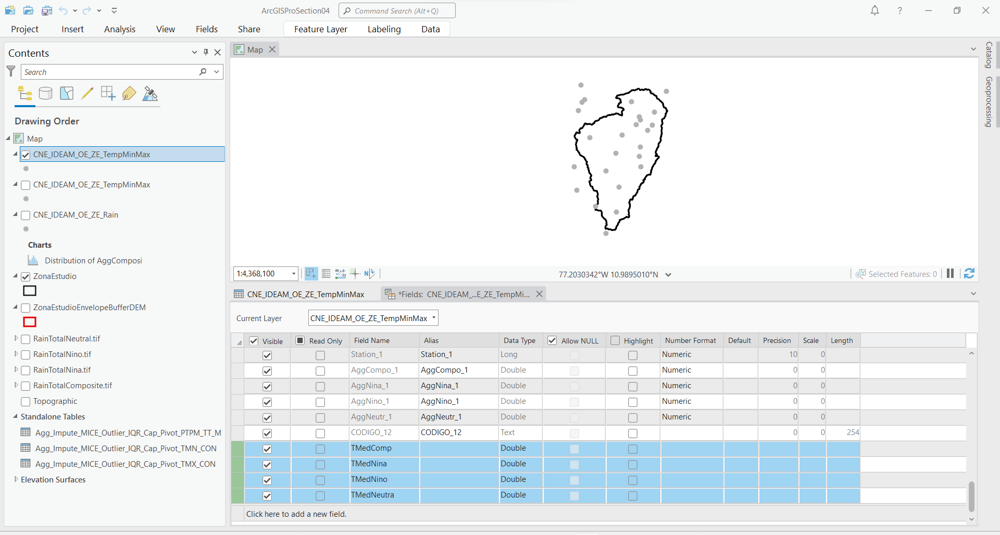 ArcGISProSection04
Command Search (Alt+Q)
?
Project
Insert
Analysis
View
Fields
Share
Feature Layer
Labeling
Data
Contents
Search
Drawing Order
Map
CNE_IDEAM_OE_ZE_TempMinMax
CNE_IDEAM_OE_ZE_TempMinMax
CNE_IDEAM_OE_ZE_Rain
Charts
Distribution of AggComposi
ZonaEstudio
ZonaEstudioEnvelopeBufferDEM
RainTotalNeutral.tif
RainTotalNino.tif
RainTotalNina.tif
RainTotalComposite.tif
Topographic
Standalone Tables
Agg_Impute_MICE_Outlier_IQR_Cap_Pivot_PTPM_TT_M
Agg_Impute_MICE_Outlier_IQR_Cap_Pivot_TMN_CON
Agg_Impute_MICE_Outlier_IQR_Cap_Pivot_TMX_CON
Elevation Surfaces
Map
1:4,368,100
77.2030342°W 10.9895010°N
Selected Features: 0
CNE_IDEAM_OE_ZE_TempMinMax
*Fields: CNE_IDEAM_...E_ZE_TempMi...
Current Layer
CNE_IDEAM_OE_ZE_TempMinMax
Visible Read Only Field Name Alias Data Type Allow NULL Highlight Number Format Default Precision Scale Length
Station_1 Station_1 Long Numeric 10 0
AggCompo_1 AggCompo_1 Double Numeric 0 0
AggNina_1 AggNina_1 Double Numeric 0 0
AggNino_1 AggNino_1 Double Numeric 0 0
AggNeutr_1 AggNeutr_1 Double Numeric 0 0
CODIGO_12 CODIGO_12 Text 0 0 254
TMedComp Double
TMedNina Double
TMedNino Double
TMedNeutra Double
Click here to add a new field.
Catalog
Geoprocessing